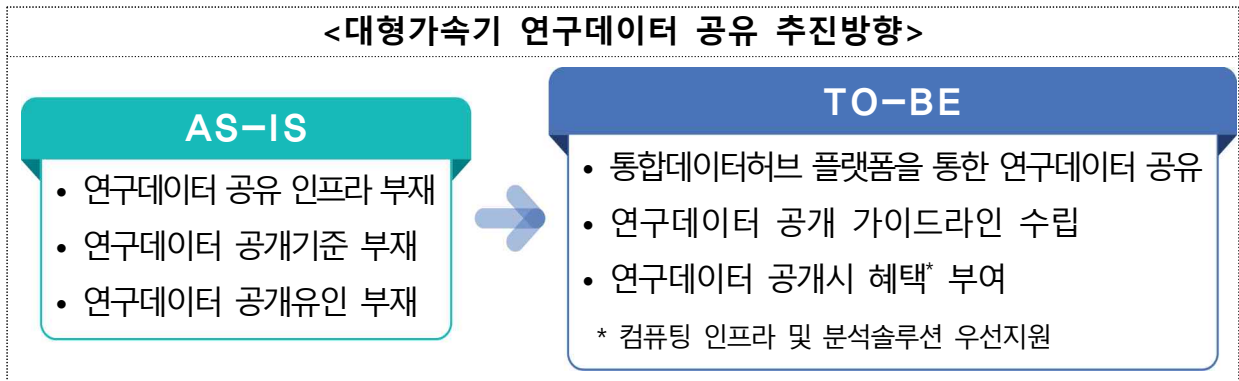 <대형가속기 연구데이터 공유 추진방향>
AS-IS
• 연구데이터 공유 인프라 부재
• 연구데이터 공개기준 부재
• 연구데이터 공개유인 부재
TO-BE
• 통합데이터허브 플랫폼을 통한 연구데이터 공유
• 연구데이터 공개 가이드라인 수립
• 연구데이터 공개시 혜택* 부여
* 컴퓨팅 인프라 및 분석솔루션 우선지원